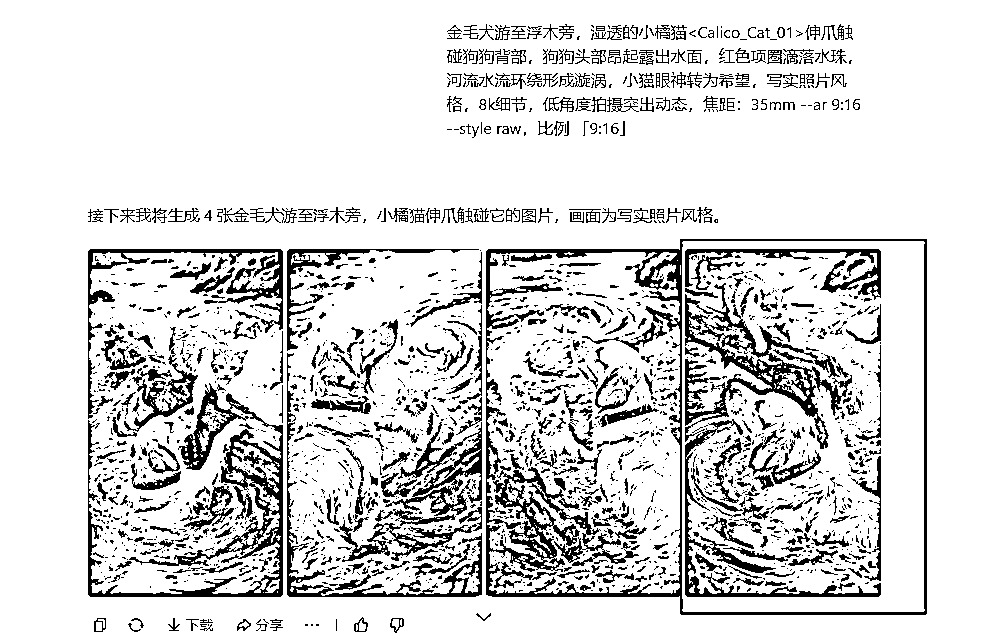 金毛犬游至浮木旁，湿透的小橘猫<Calico_Cat_01>伸爪触
碰狗狗背部，狗狗头部昂起露出水面，红色项圈滴落水珠，
河流水流环绕形成漩涡，小猫眼神转为希望，写实照片风
格，8k细节，低角度拍摄突出动态，焦距：35mm --ar 9:16
--style raw，比例 「9:16」
接下来我将生成 4 张金毛犬游至浮木旁，小橘猫伸爪触碰它的图片，画面为写实照片风格。
下载 分享